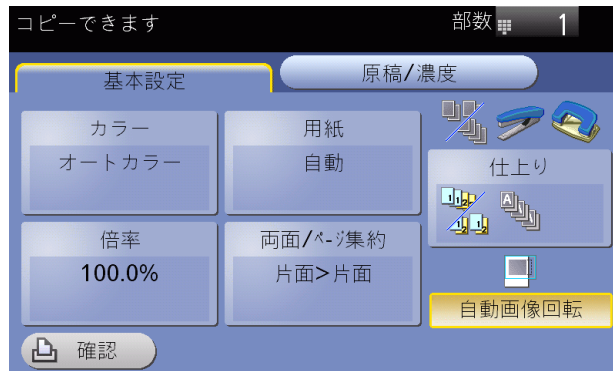 コピーできます
部数 1
基本設定
原稿/濃度
カラー
オートカラー
用紙
自動
仕上り
倍率
100.0%
両面/ページ集約
片面>片面
自動画像回転
確認